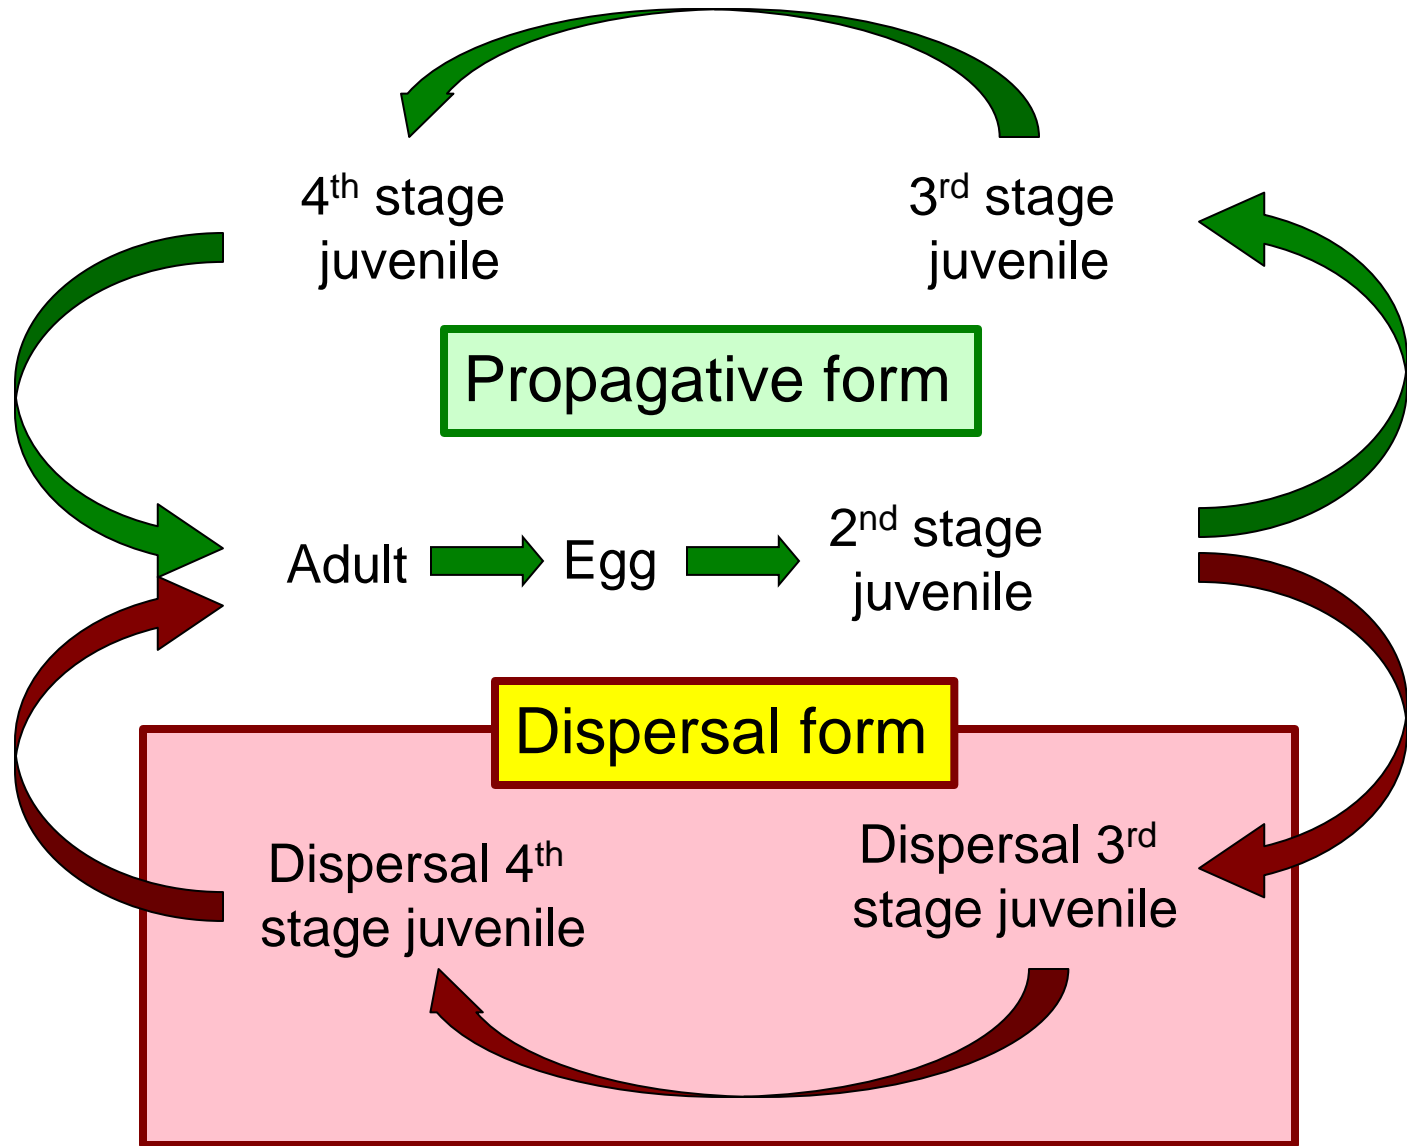 4th stage
juvenile
3rd stage
juvenile
Propagative form
Adult
Egg
2nd stage
juvenile
Dispersal form
Dispersal 4th
stage juvenile
Dispersal 3rd
stage juvenile